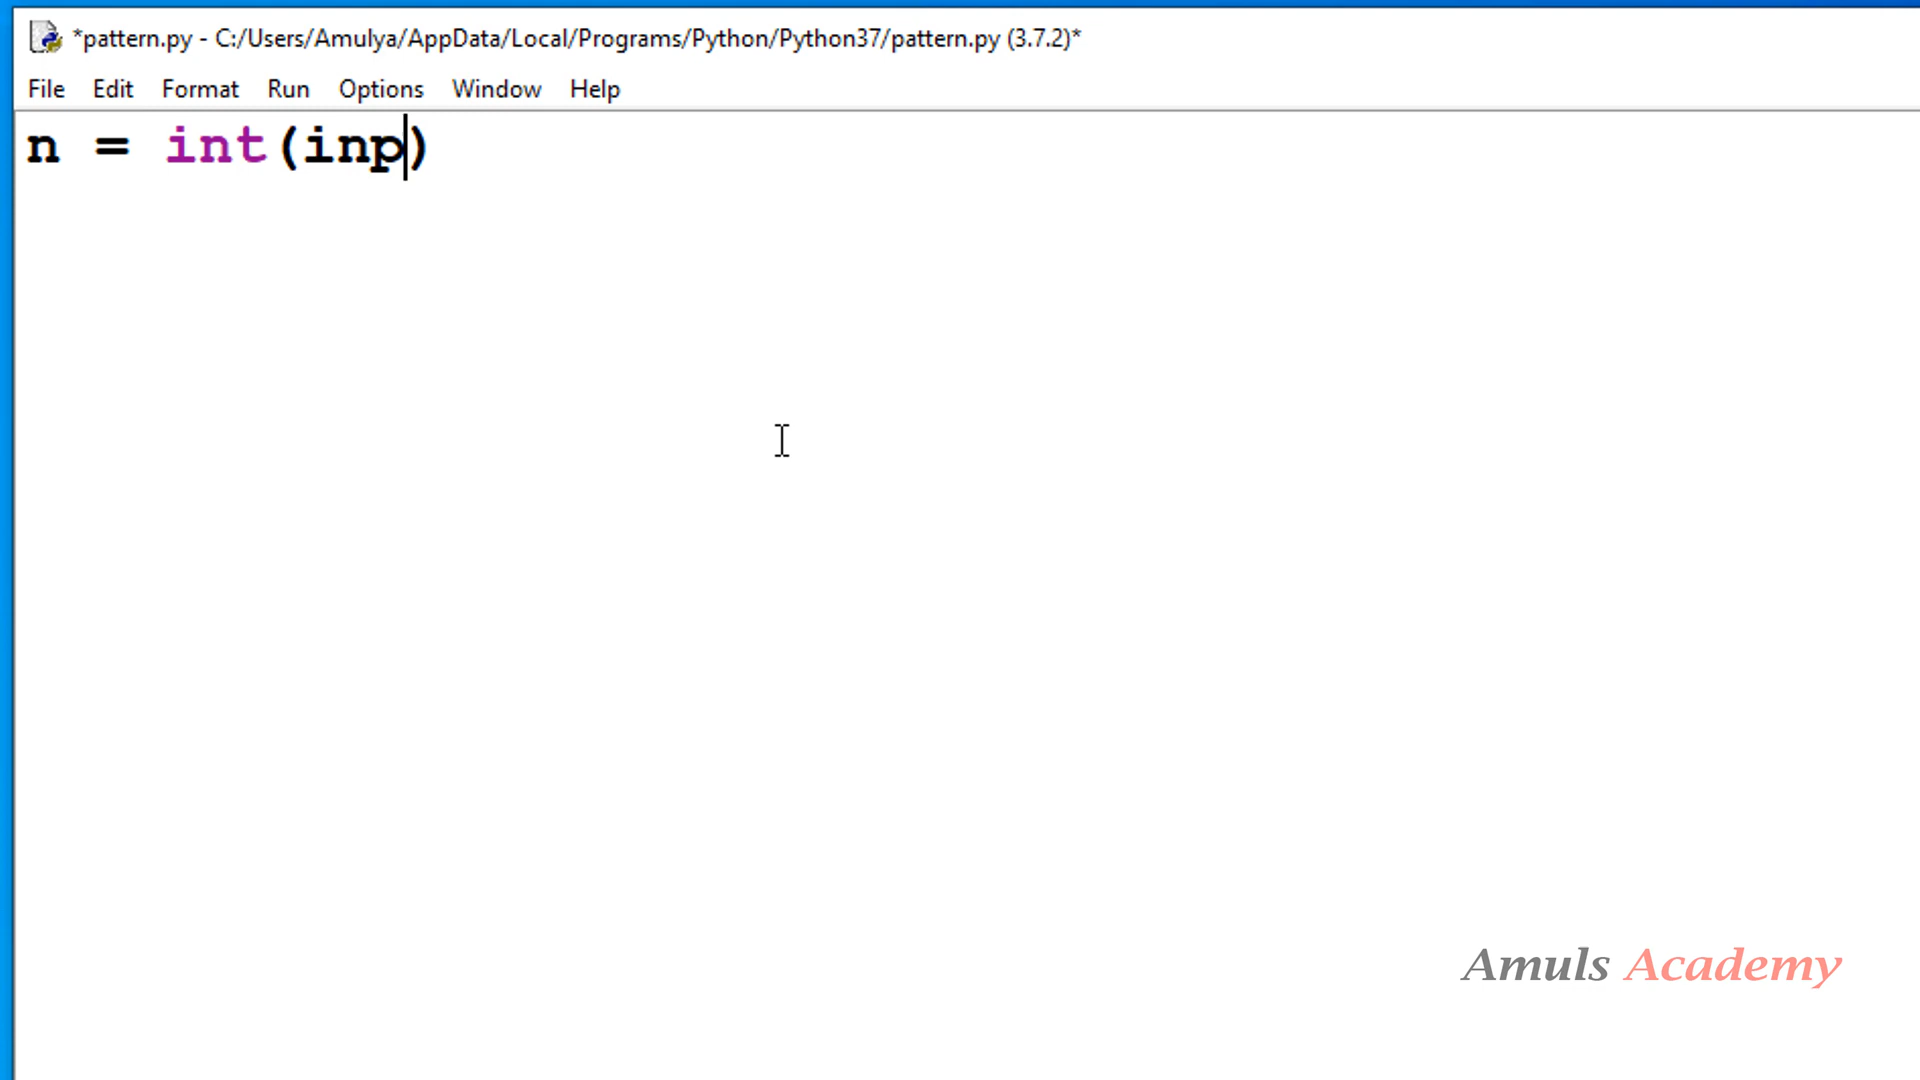 *pattern.py - C:/Users/Amulya/AppData/Local/Programs/Python/Python37/pattern.py (3.7.2)*
File Edit Format Run Options Window Help
n = int(inp)
Amuls Academy